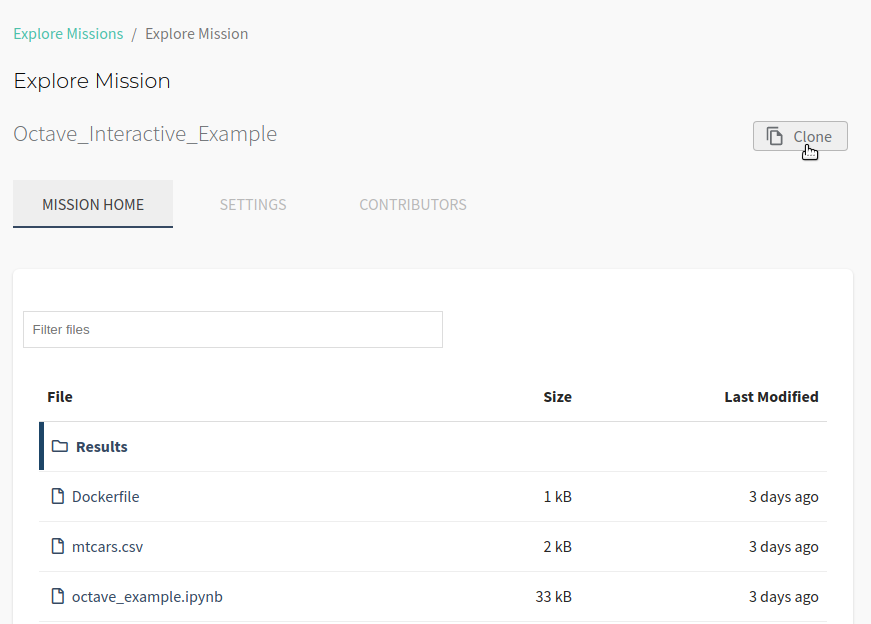 Explore Missions / Explore Mission
Explore Mission
Octave_Interactive_Example
Clone
MISSION HOME SETTINGS CONTRIBUTORS
Filter files
File Size Last Modified
Results
Dockerfile 1 kB 3 days ago
mtcars.csv 2 kB 3 days ago
octave_example.ipynb 33 kB 3 days ago